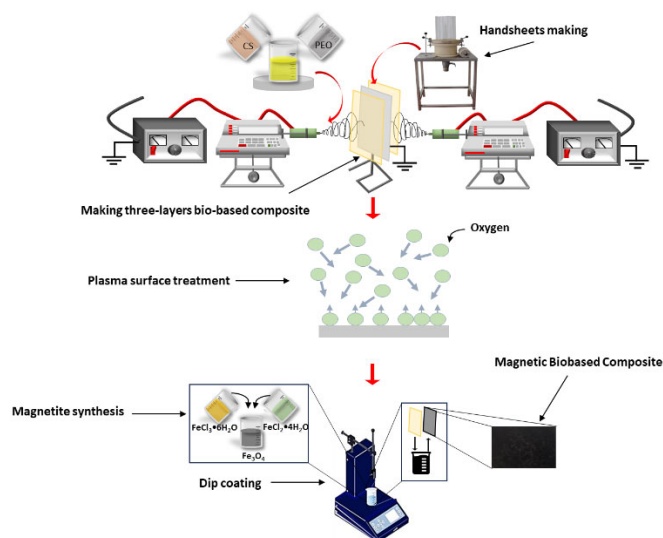 Handsheets making
CS
PEO
Making three-layers bio-based composite
Oxygen
Plasma surface treatment
Magnetic Biobased Composite
Magnetite synthesis
FeCl₃•6H₂O
FeCl₂•4H₂O
Fe₃O₄
Dip coating